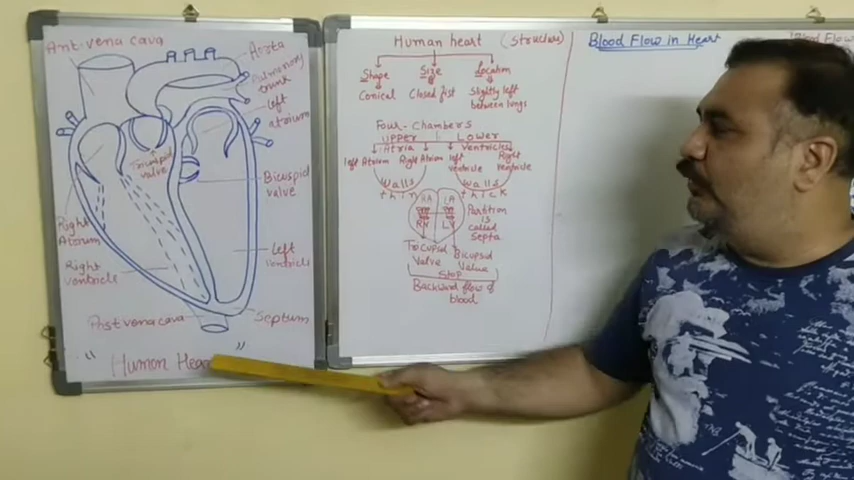 Ant. vena cava
Aorta
Pulmonary
trunk
left
atrium
Tricuspid
valve
Bicuspid
valve
Right
Atorium
Right
ventricle
Left
ventricle
Post vena cava
Septum
" Human Hear "
Human heart (Structure)
Shape Size Location
Conical Closed fist Slightly left
between lungs
Four-Chambers
Upper Lower
Atria ventricles
left Atrium Right Atrium left
ventricle Right
ventricle
Walls
thin
Walls
thick
RA LA
RV LV
Partition
is
called
Septa
Tricuspid
Valve
Bicuspid
Value
Stop
Backward flow of
blood
Blood Flow in Heart